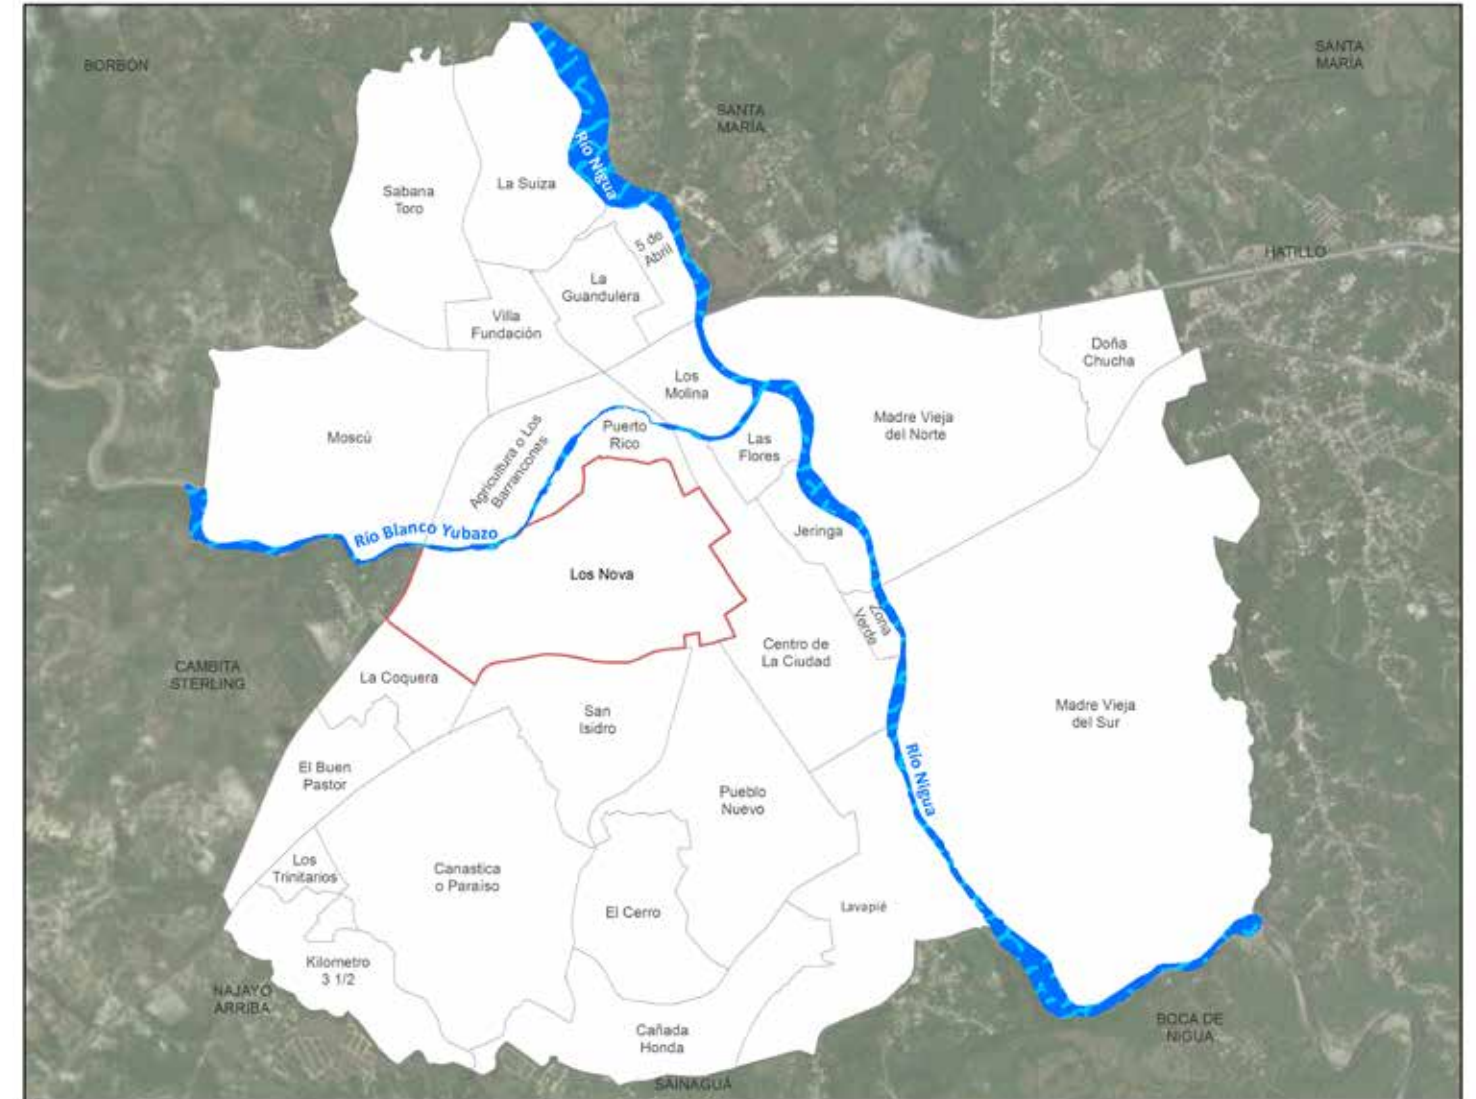 BORBÓN
SANTA
MARÍA
SANTA
MARÍA
Río Nigua
La Suiza
Sabana
Toro
5 de
Abril
HATILLO
La
Guandulera
Villa
Fundación
Doña
Chucha
Los
Molina
Madre Vieja
del Norte
Moscú
Agricultura o Los
Barrancones
Puerto
Rico
Las
Flores
Río Blanco Yubazo
Jeringa
Los Nova
Zona
Verde
Centro de
La Ciudad
CAMBITA
STERLING
La Coquera
San
Isidro
Madre Vieja
del Sur
El Buen
Pastor
Río Nigua
Pueblo
Nuevo
Los
Trinitarios
Canastica
o Paraiso
El Cerro
Lavapié
Kilometro
3 1/2
NAJAYO
ARRIBA
Cañada
Honda
BOCA DE
NIGUA
SAINAGUÁ